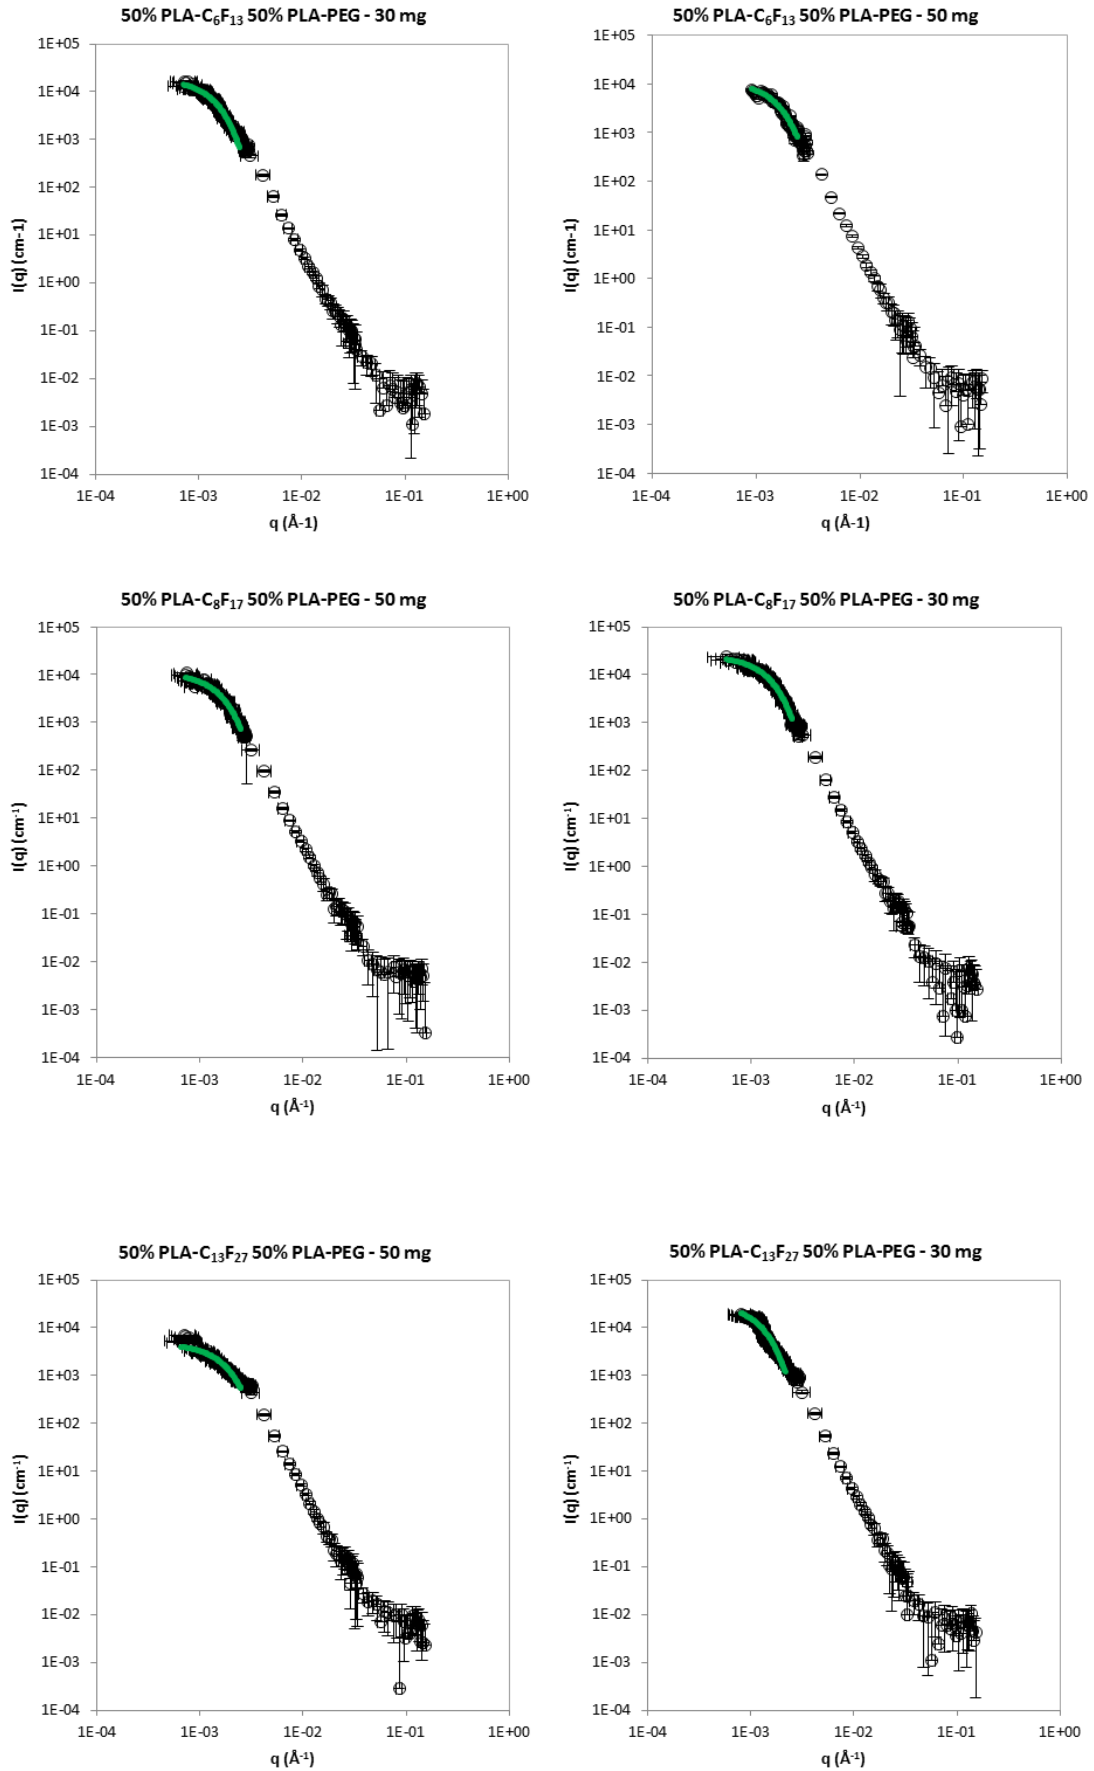 50% PLA-C₆F₁₃ 50% PLA-PEG - 30 mg
1E+05
1E+04
1E+03
1E+02
1E+01
1E+00
1E-01
1E-02
1E-03
1E-04
I(q) (cm-1)
1E-04 1E-03 1E-02 1E-01 1E+00
q (Å-1)
50% PLA-C₆F₁₃ 50% PLA-PEG - 50 mg
1E+05
1E+04
1E+03
1E+02
1E+01
1E+00
1E-01
1E-02
1E-03
1E-04
I(q) (cm-1)
1E-04 1E-03 1E-02 1E-01 1E+00
q (Å-1)
50% PLA-C₈F₁₇ 50% PLA-PEG - 50 mg
1E+05
1E+04
1E+03
1E+02
1E+01
1E+00
1E-01
1E-02
1E-03
1E-04
I(q) (cm⁻¹)
1E-04 1E-03 1E-02 1E-01 1E+00
q (Å⁻¹)
50% PLA-C₈F₁₇ 50% PLA-PEG - 30 mg
1E+05
1E+04
1E+03
1E+02
1E+01
1E+00
1E-01
1E-02
1E-03
1E-04
I(q) (cm⁻¹)
1E-04 1E-03 1E-02 1E-01 1E+00
q (Å⁻¹)
50% PLA-C₁₃F₂₇ 50% PLA-PEG - 50 mg
1E+05
1E+04
1E+03
1E+02
1E+01
1E+00
1E-01
1E-02
1E-03
1E-04
I(q) (cm⁻¹)
1E-04 1E-03 1E-02 1E-01 1E+00
q (Å⁻¹)
50% PLA-C₁₃F₂₇ 50% PLA-PEG - 30 mg
1E+05
1E+04
1E+03
1E+02
1E+01
1E+00
1E-01
1E-02
1E-03
1E-04
I(q) (cm⁻¹)
1E-04 1E-03 1E-02 1E-01 1E+00
q (Å⁻¹)